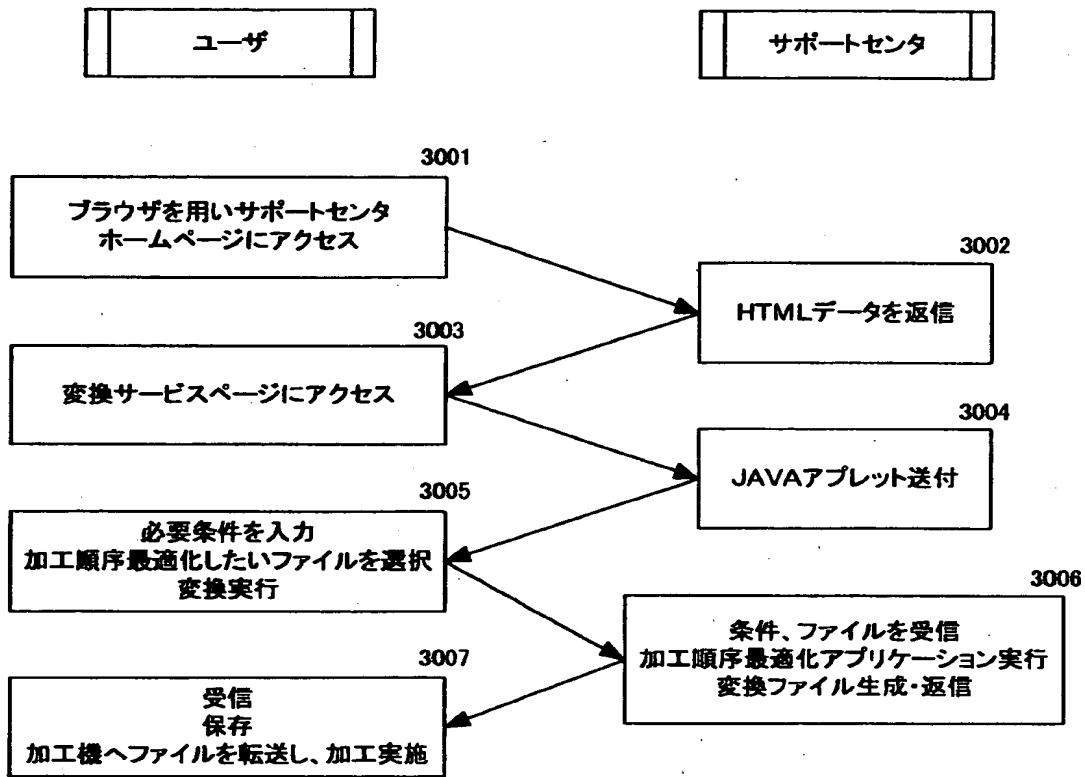 ユーザ
サポートセンタ
3001
ブラウザを用いサポートセンタ
ホームページにアクセス
3002
HTMLデータを返信
3003
変換サービスページにアクセス
3004
JAVAアプレット送付
3005
必要条件を入力
加工順序最適化したいファイルを選択
変換実行
3006
条件、ファイルを受信
加工順序最適化アプリケーション実行
変換ファイル生成・返信
3007
受信
保存
加工機へファイルを転送し、加工実施